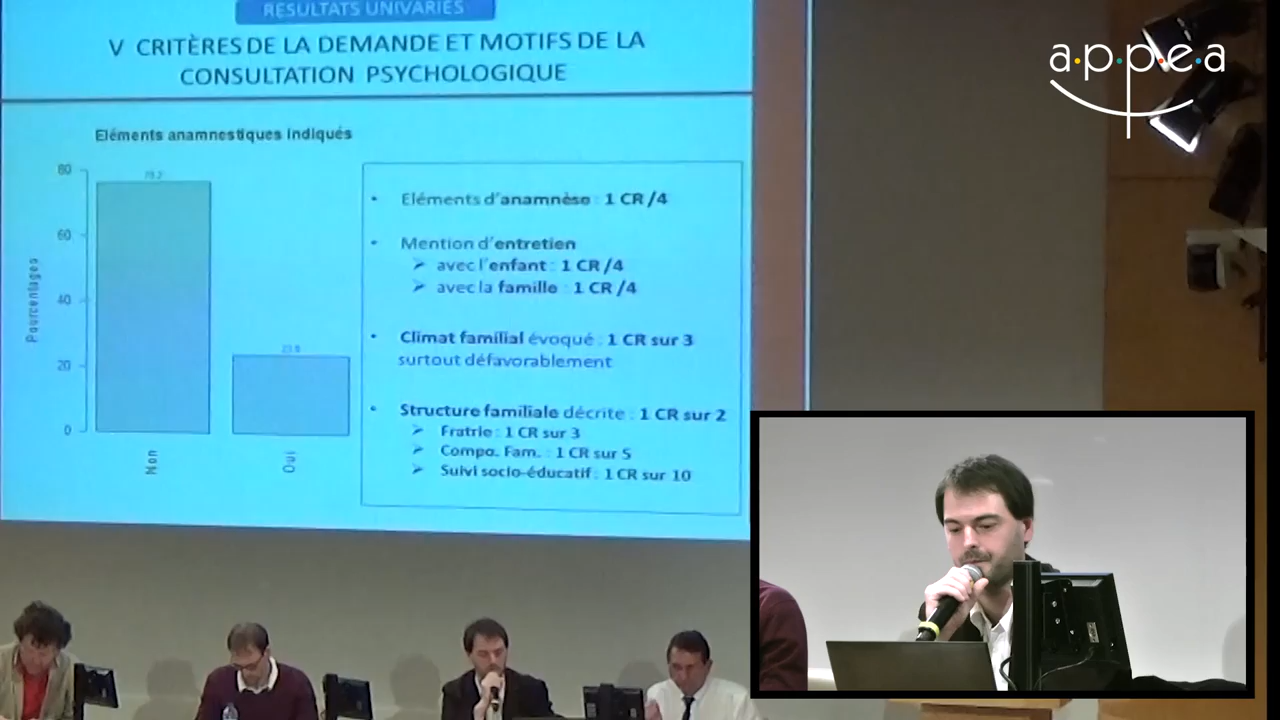 RESULTATS UNIVARIÉS
V CRITÈRES DE LA DEMANDE ET MOTIFS DE LA
CONSULTATION PSYCHOLOGIQUE
Eléments anamnestiques indiqués
80
60
40
20
0
Pourcentages
Non
Oui
• Eléments d'anamnèse : 1 CR /4
• Mention d'entretien
➢ avec l'enfant : 1 CR /4
➢ avec la famille : 1 CR /4
• Climat familial évoqué : 1 CR sur 3
surtout défavorablement
• Structure familiale décrite : 1 CR sur 2
➢ Fratrie : 1 CR sur 3
➢ Compo. Fam. : 1 CR sur 5
➢ Suivi socio-éducatif : 1 CR sur 10
a·p·p·e·a